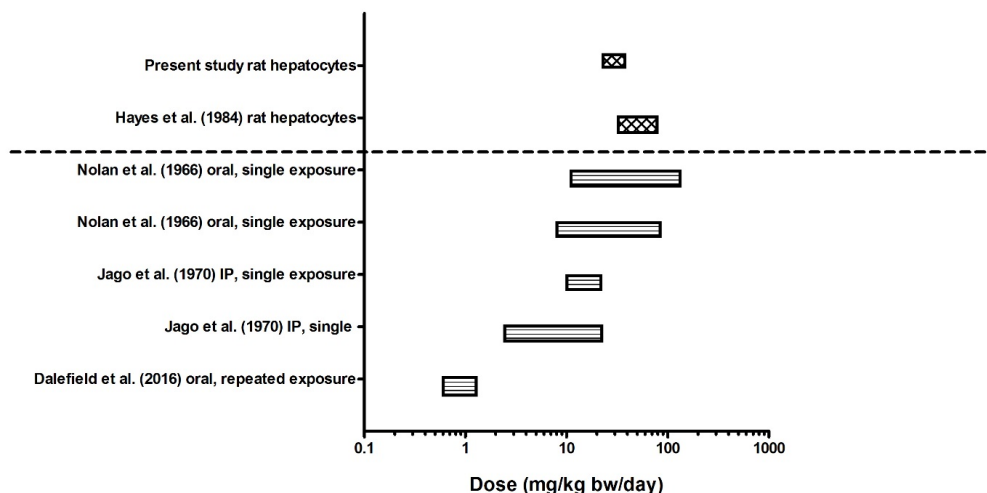 Present study rat hepatocytes
Hayes et al. (1984) rat hepatocytes
Nolan et al. (1966) oral, single exposure
Nolan et al. (1966) oral, single exposure
Jago et al. (1970) IP, single exposure
Jago et al. (1970) IP, single
Dalefield et al. (2016) oral, repeated exposure
0.1 1 10 100 1000
Dose (mg/kg bw/day)